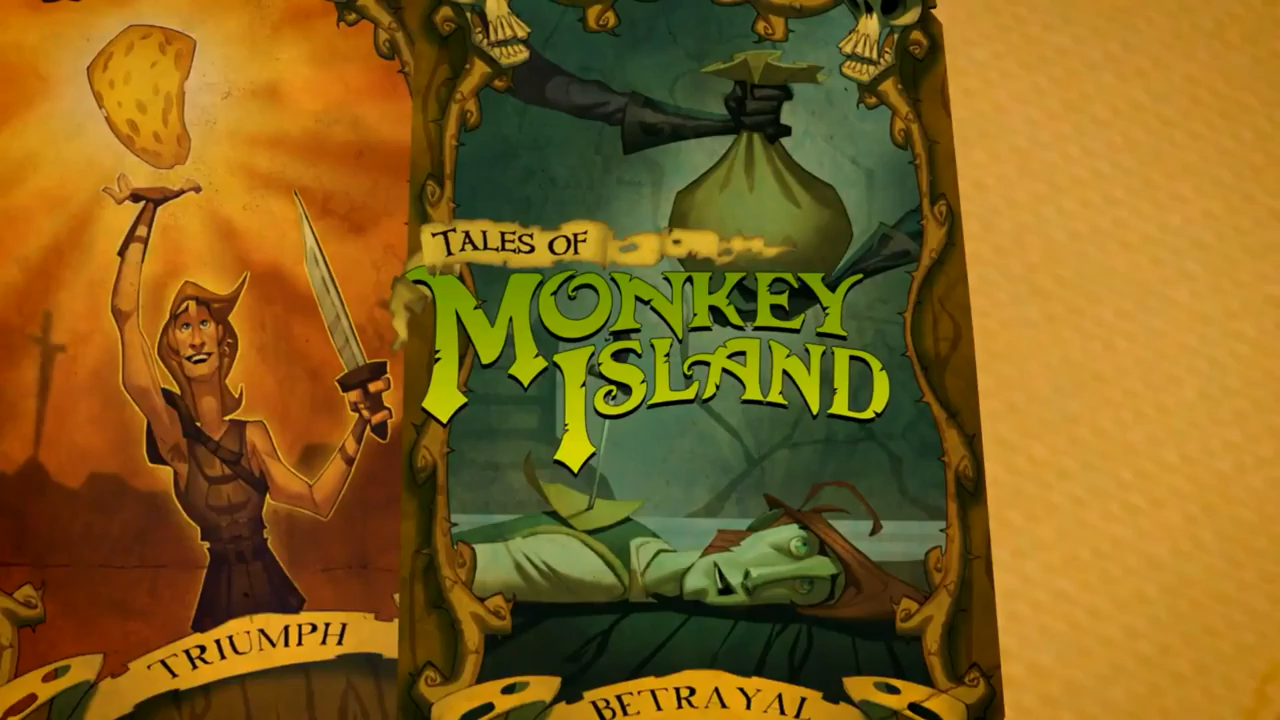 TALES OF
MONKEY
ISLAND
TRIUMPH
BETRAYAL